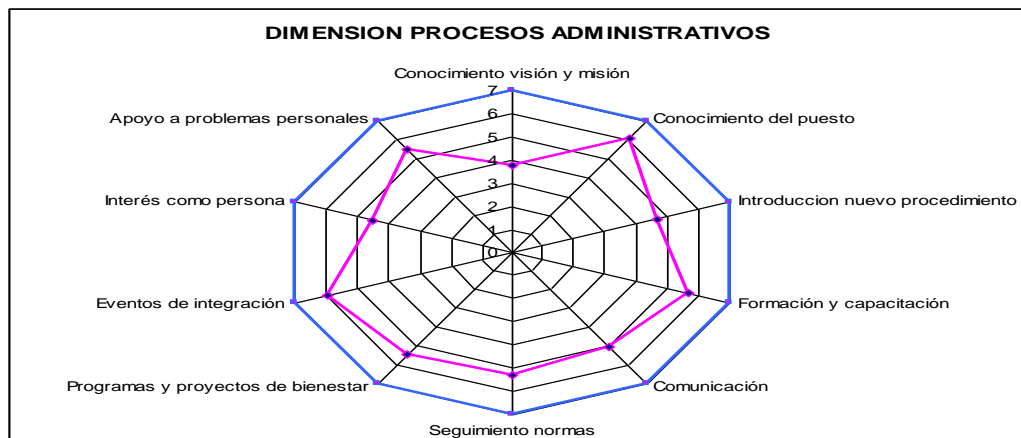 DIMENSION PROCESOS ADMINISTRATIVOS
Conocimiento visión y misión
7
6
5
4
3
2
1
0
Conocimiento del puesto
Introduccion nuevo procedimiento
Formación y capacitación
Comunicación
Seguimiento normas
Programas y proyectos de bienestar
Eventos de integración
Interés como persona
Apoyo a problemas personales